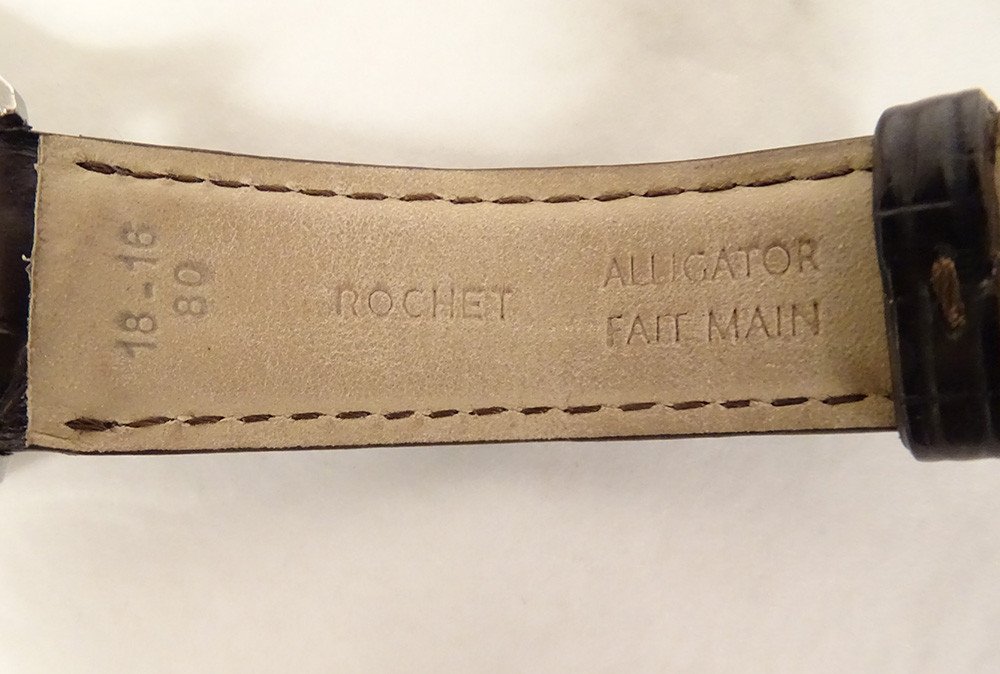 18-16
80
ROCHET
ALLIGATOR
FAIT MAIN